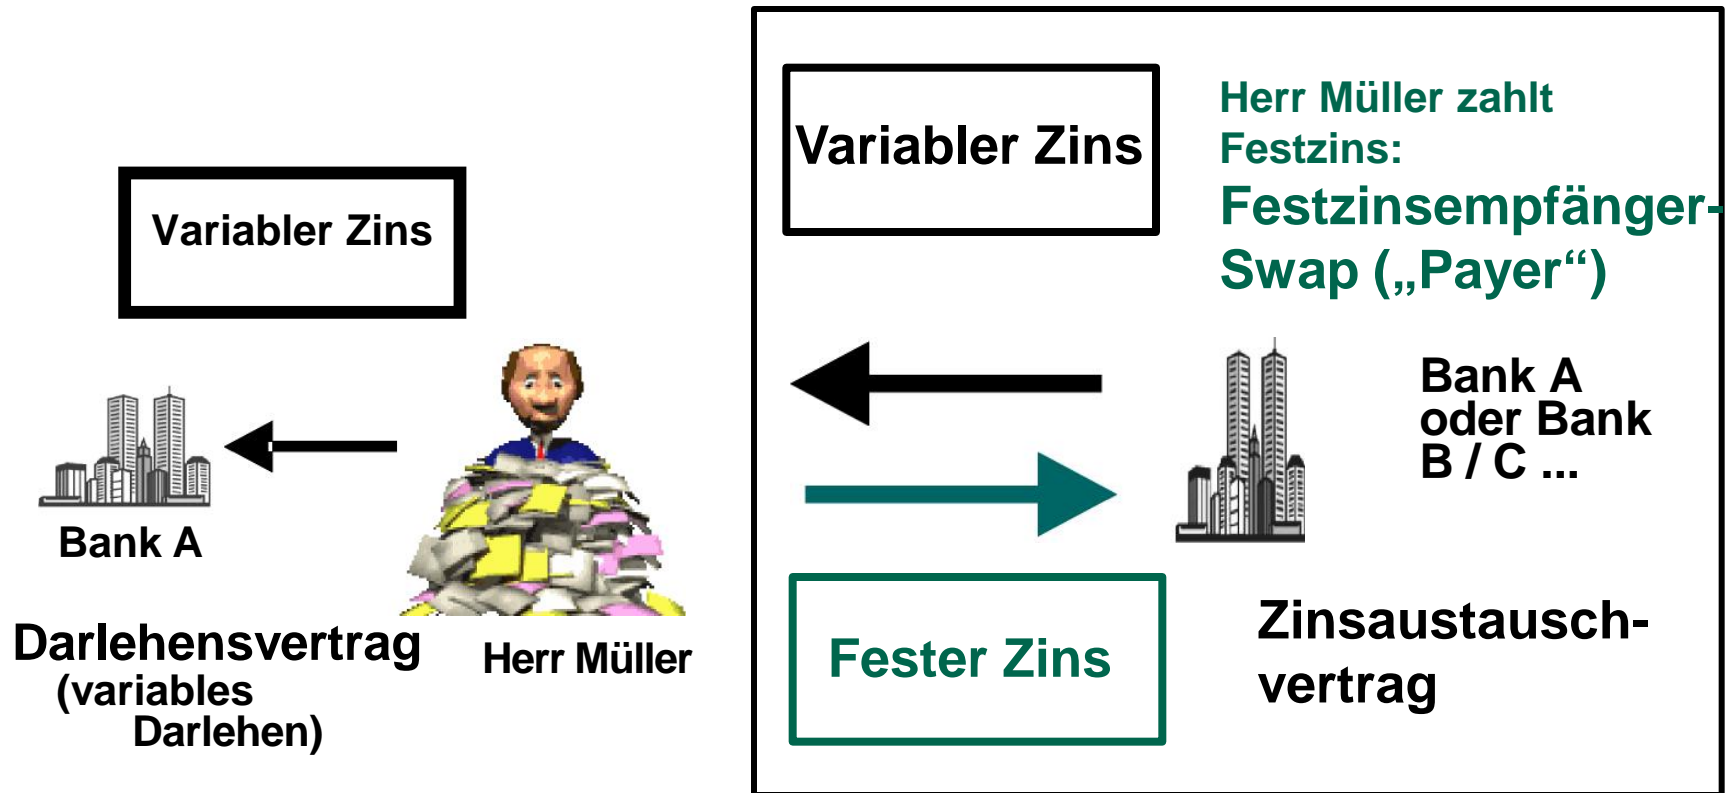 Variabler Zins
Bank A
Darlehensvertrag
(variables
Darlehen)
Herr Müller
Variabler Zins
Herr Müller zahlt
Festzins:
Festzinsempfänger-
Swap („Payer“)
Bank A
oder Bank
B / C ...
Fester Zins
Zinsaustausch-
vertrag